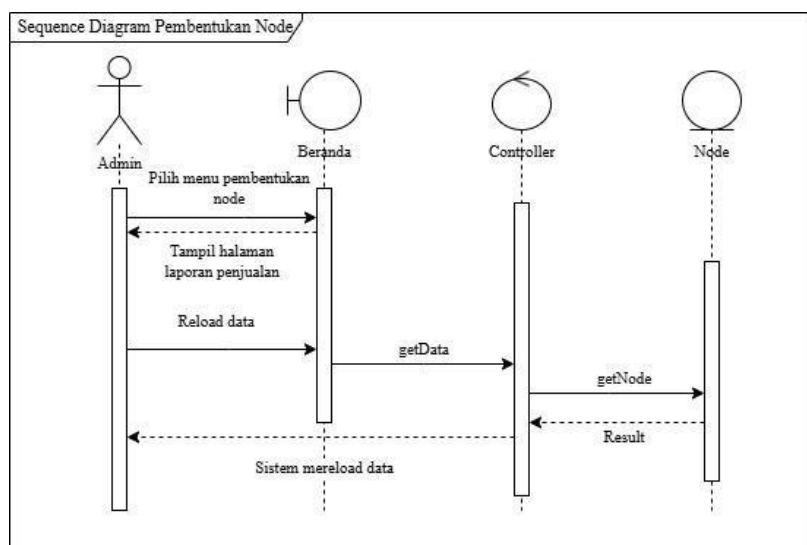 Sequence Diagram Pembentukan Node
Admin
Beranda
Controller
Node
Pilih menu pembentukan
node
Tampil halaman
laporan penjualan
Reload data
getData
getNode
Result
Sistem mereload data